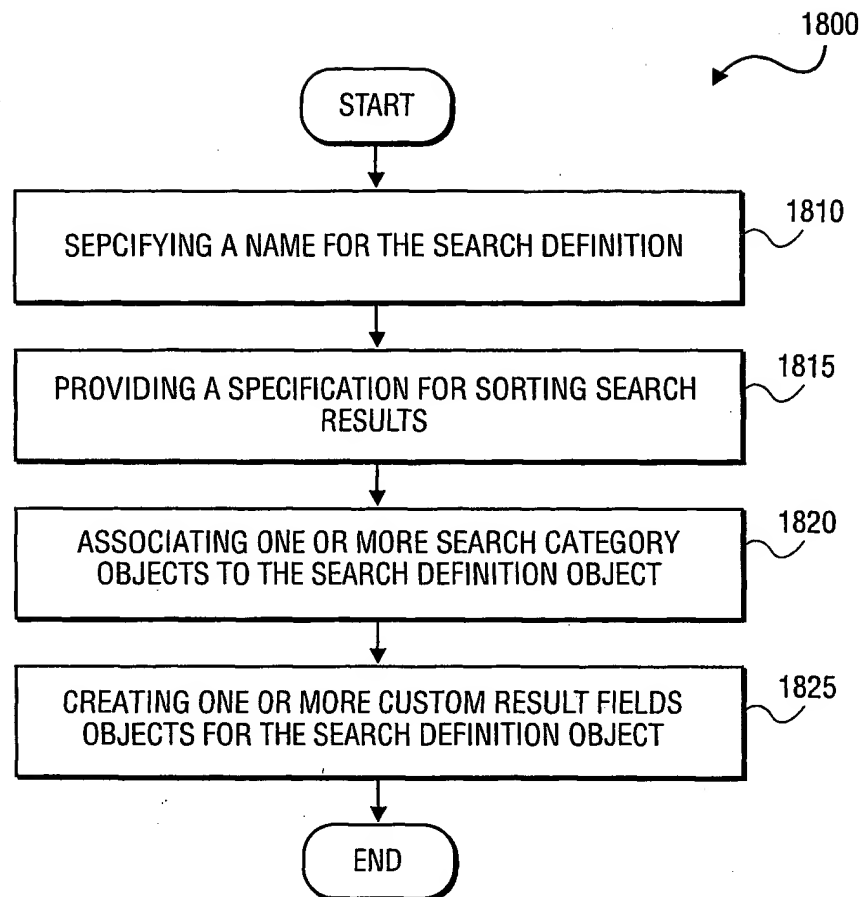 1800
START
SEPCIFYING A NAME FOR THE SEARCH DEFINITION
1810
PROVIDING A SPECIFICATION FOR SORTING SEARCH
RESULTS
1815
ASSOCIATING ONE OR MORE SEARCH CATEGORY
OBJECTS TO THE SEARCH DEFINITION OBJECT
1820
CREATING ONE OR MORE CUSTOM RESULT FIELDS
OBJECTS FOR THE SEARCH DEFINITION OBJECT
1825
END